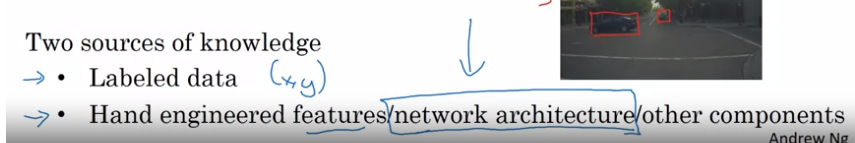 Two sources of knowledge
→ • Labeled data (x,y)
→ • Hand engineered features/network architecture/other components
Andrew Ng